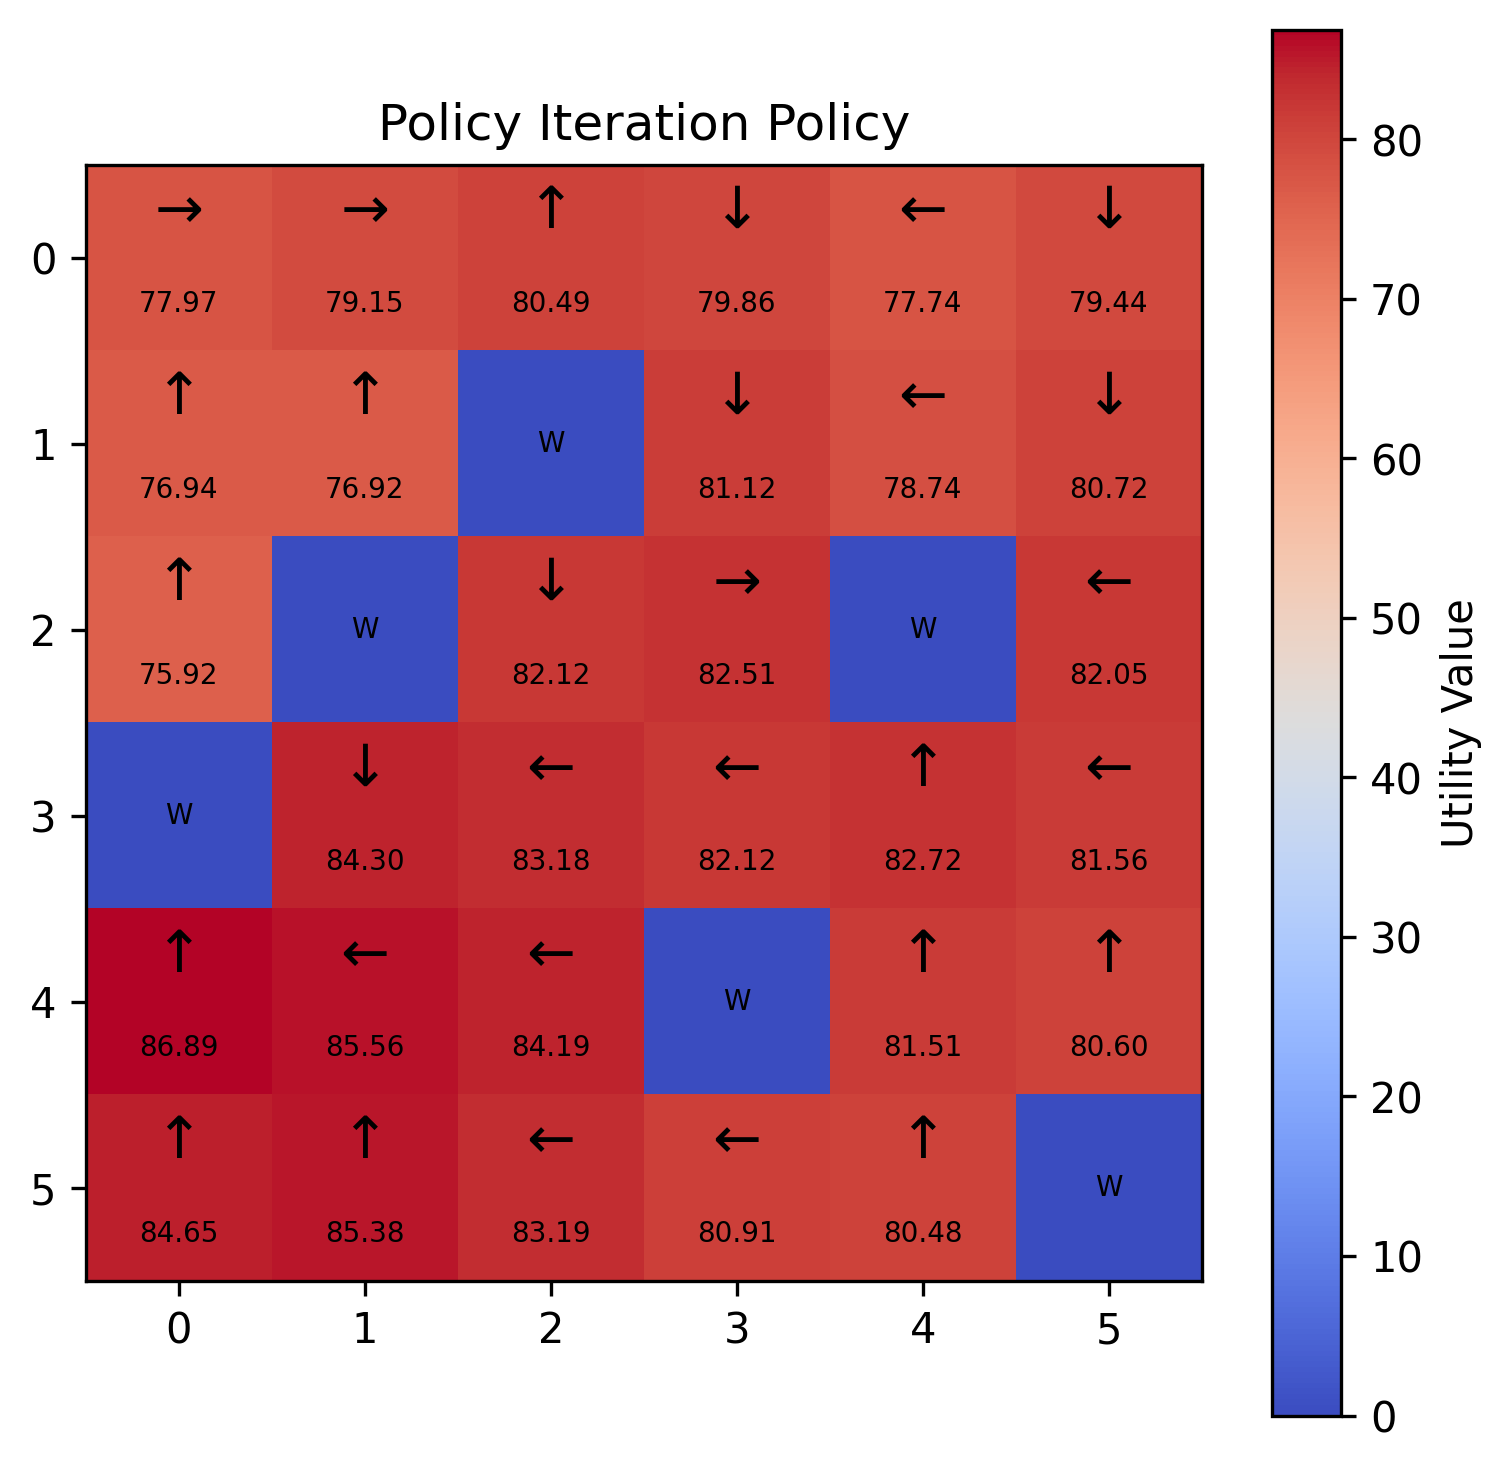 Policy Iteration Policy
→ → ↑ ↓ ← ↓
0
77.97 79.15 80.49 79.86 77.74 79.44
↑ ↑ ↓ ← ↓
1 W
76.94 76.92 81.12 78.74 80.72
↑ ↓ → ←
2 W W
75.92 82.12 82.51 82.05
↓ ← ← ↑ ←
3 W
84.30 83.18 82.12 82.72 81.56
↑ ← ← ↑ ↑
4 W
86.89 85.56 84.19 81.51 80.60
↑ ↑ ← ← ↑
5 W
84.65 85.38 83.19 80.91 80.48
0 1 2 3 4 5
80
70
60
50
40
30
20
10
0
Utility Value